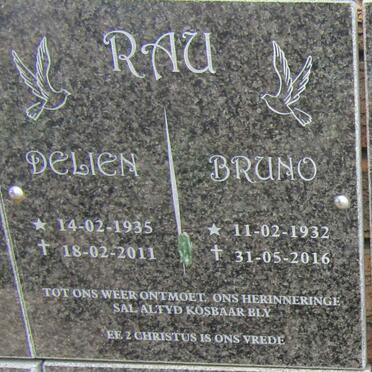 RAU
DELIEN BRUNO
★ 14-02-1935 ★ 11-02-1932
✝ 18-02-2011 ✝ 31-05-2016
TOT ONS WEER ONTMOET, ONS HERINNERINGE
SAL ALTYD KOSBAAR BLY
EF. 2 CHRISTUS IS ONS VREDE